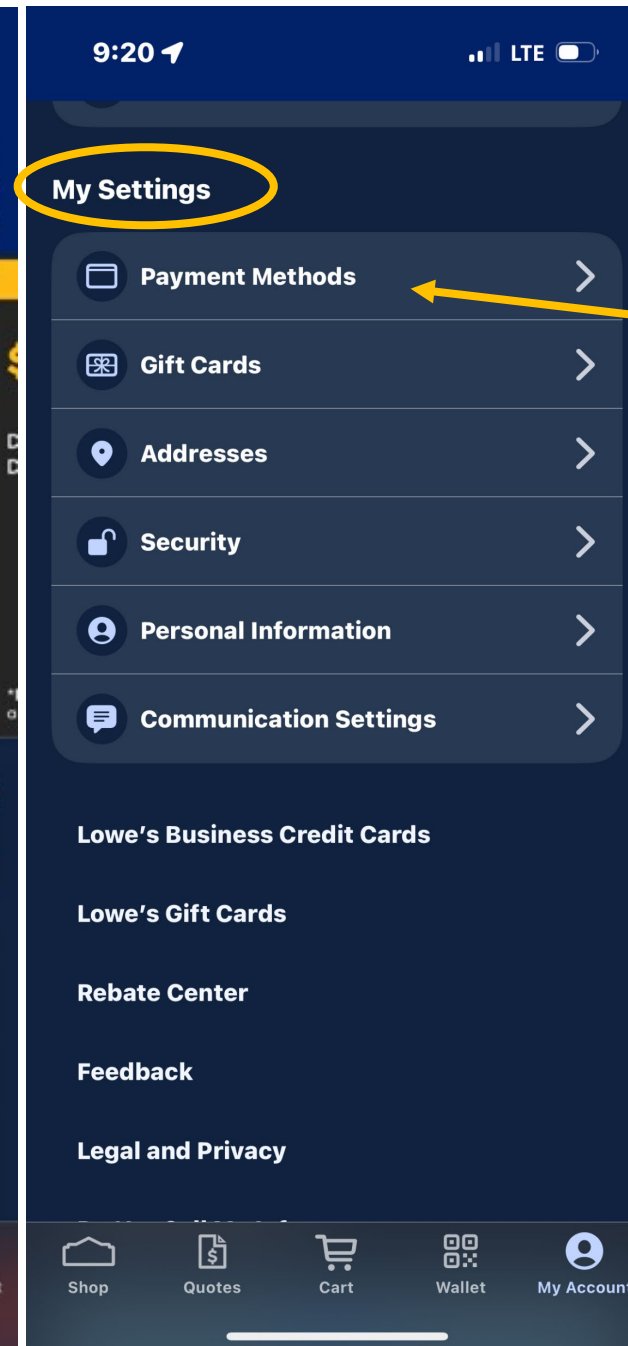 9:20
LTE
My Settings
Payment Methods
Gift Cards
Addresses
Security
Personal Information
Communication Settings
Lowe's Business Credit Cards
Lowe's Gift Cards
Rebate Center
Feedback
Legal and Privacy
Shop
Quotes
Cart
Wallet
My Account